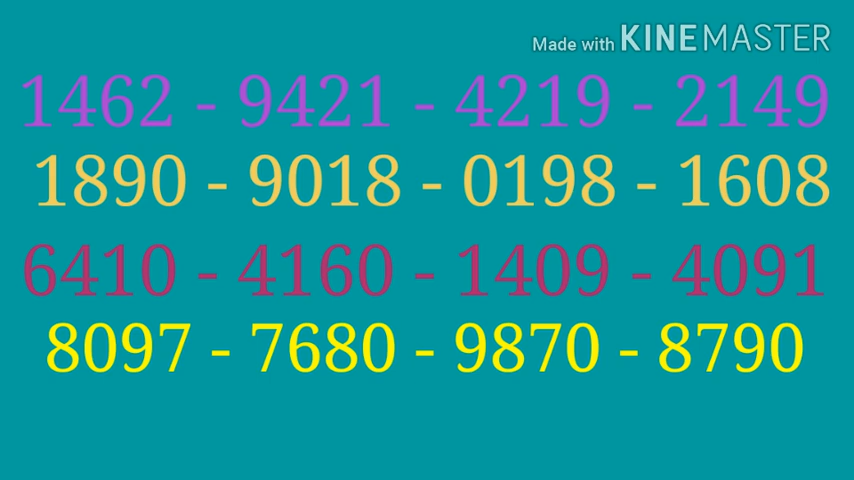 Made with KINEMASTER
1462 - 9421 - 4219 - 2149
1890 - 9018 - 0198 - 1608
6410 - 4160 - 1409 - 4091
8097 - 7680 - 9870 - 8790